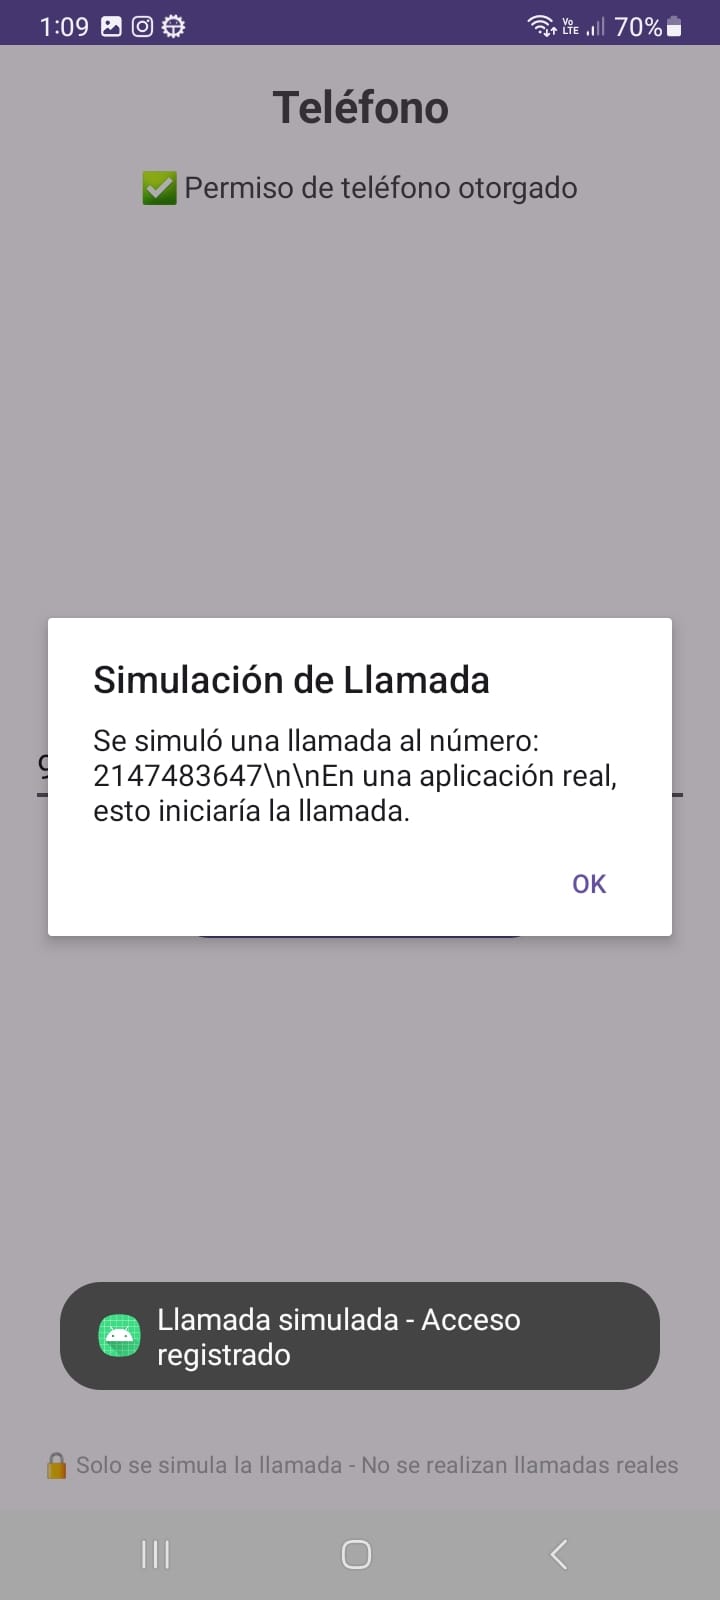 1:09
Vo
LTE
70%
Teléfono
✅ Permiso de teléfono otorgado
Simulación de Llamada
Se simuló una llamada al número:
2147483647\n\nEn una aplicación real,
esto iniciaría la llamada.
OK
Llamada simulada - Acceso
registrado
🔒 Solo se simula la llamada - No se realizan llamadas reales